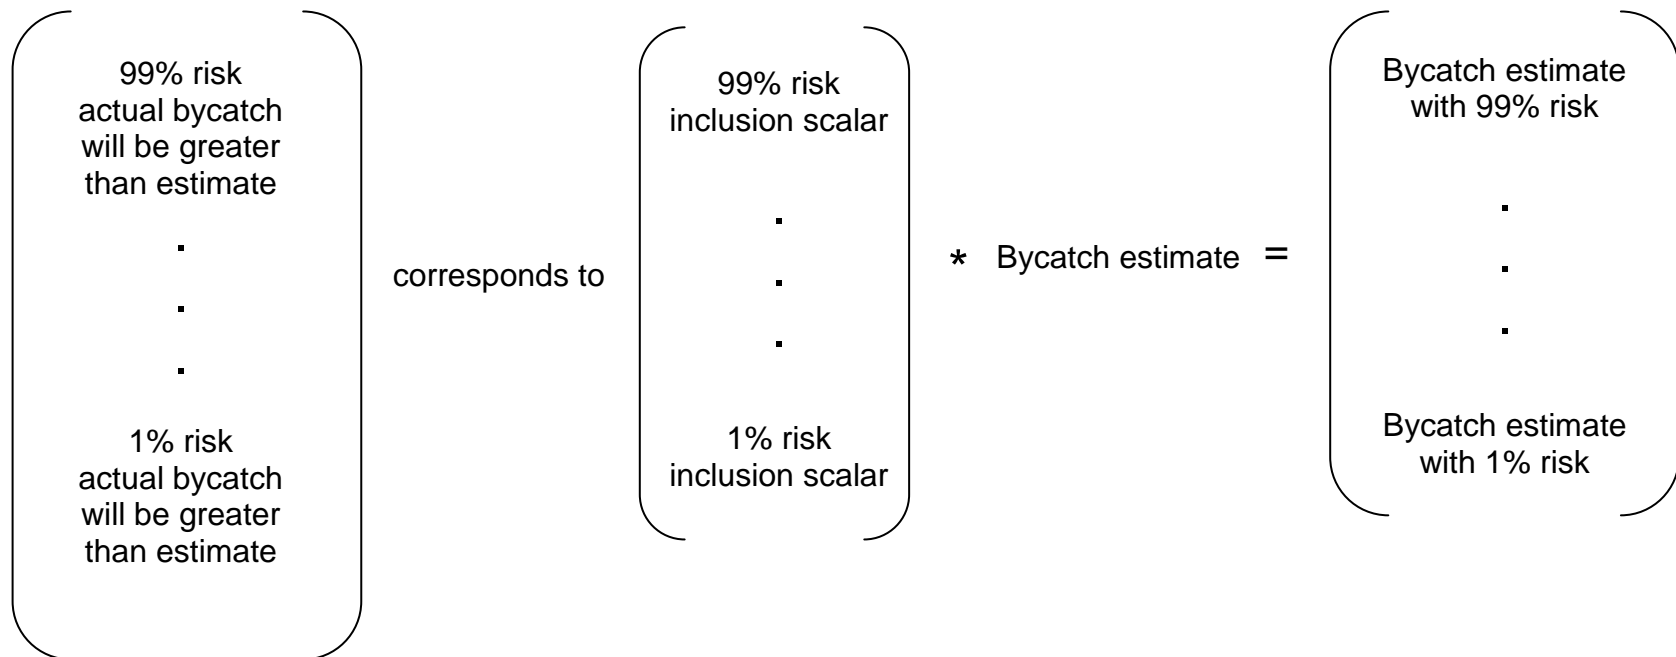 99% risk
actual bycatch
will be greater
than estimate
.
.
.
1% risk
actual bycatch
will be greater
than estimate
corresponds to
99% risk
inclusion scalar
.
.
.
1% risk
inclusion scalar
* Bycatch estimate =
Bycatch estimate
with 99% risk
.
.
.
Bycatch estimate
with 1% risk